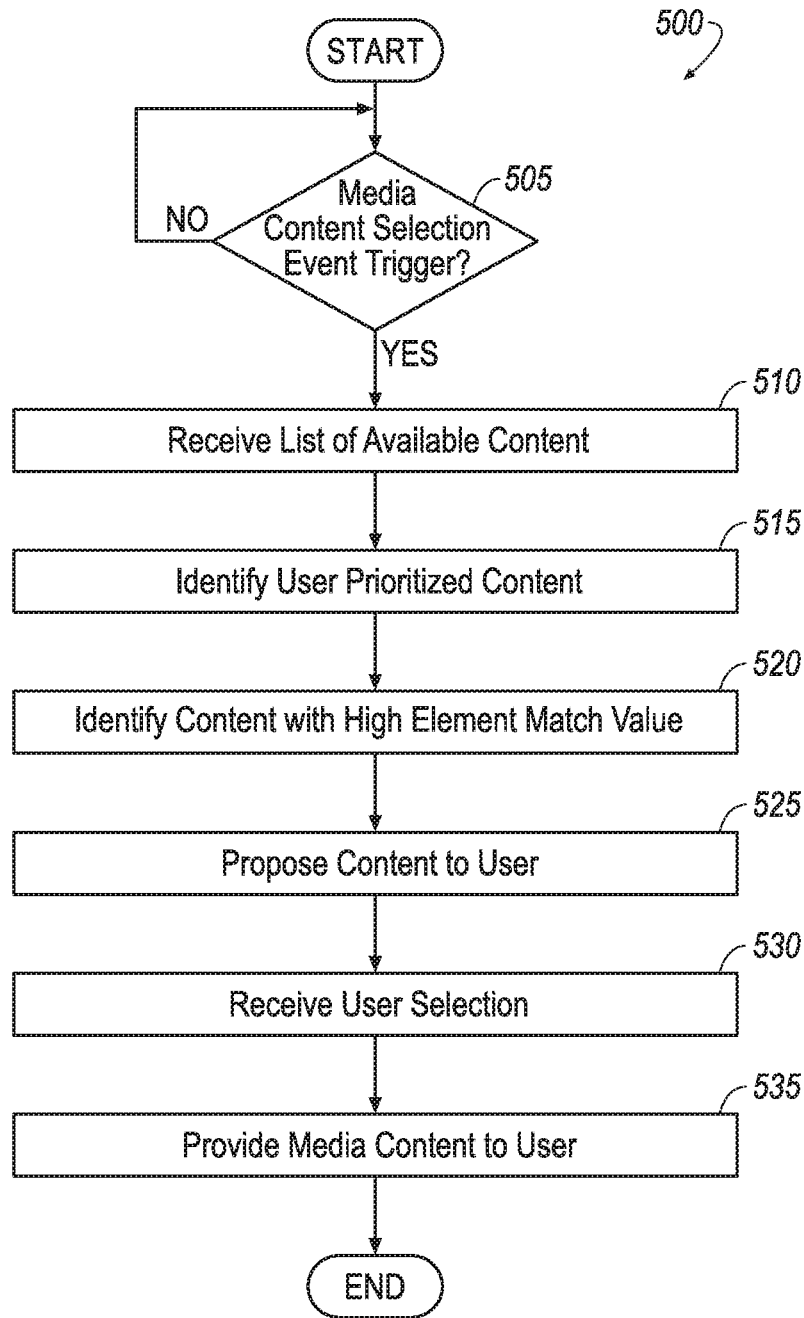 500
START
505
Media
Content Selection
Event Trigger?
NO
YES
510
Receive List of Available Content
515
Identify User Prioritized Content
520
Identify Content with High Element Match Value
525
Propose Content to User
530
Receive User Selection
535
Provide Media Content to User
END